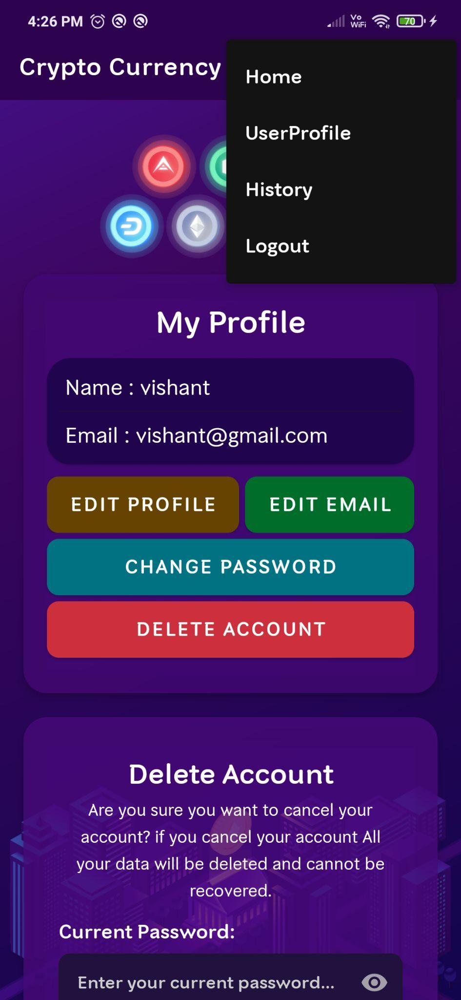 4:26 PM
Vo
WiFi
70
Crypto Currency
Home
UserProfile
History
Logout
My Profile
Name : vishant
Email : vishant@gmail.com
EDIT PROFILE
EDIT EMAIL
CHANGE PASSWORD
DELETE ACCOUNT
Delete Account
Are you sure you want to cancel your
account? if you cancel your account All
your data will be deleted and cannot be
recovered.
Current Password:
Enter your current password...